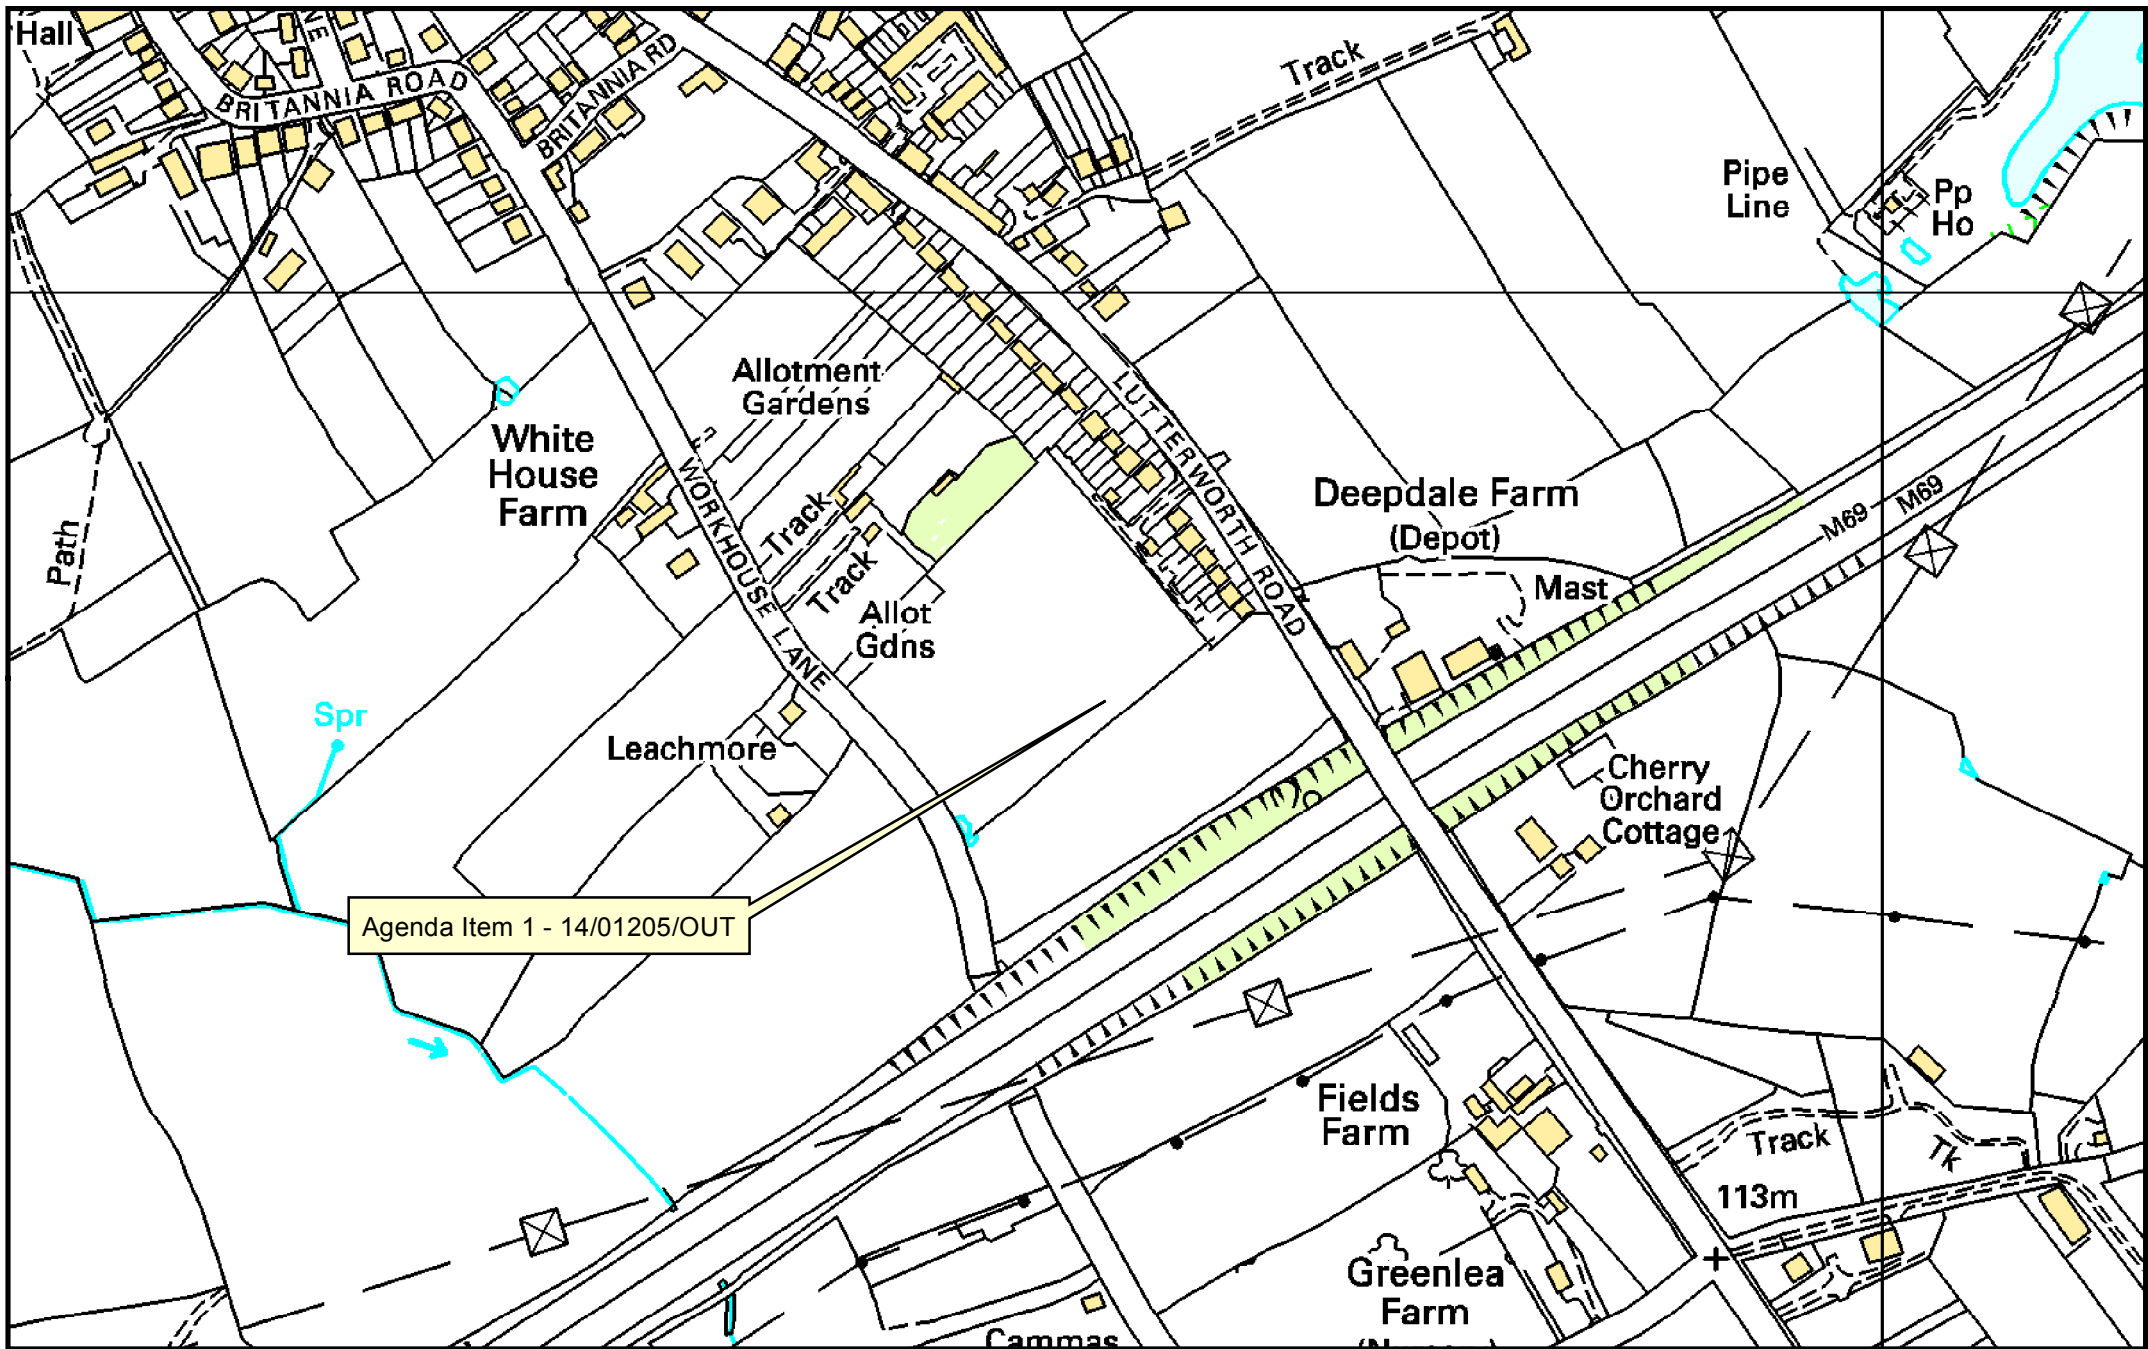 Hall
NE
BRITANNIA ROAD
BRITANNIA RD
Track
Pipe
Line
Pp
Ho
Allotment
Gardens
LUTTERWORTH ROAD
White
House
Farm
WORKHOUSE LANE
Track
Track
Allot
Gdns
Path
Deepdale Farm
(Depot)
Mast
M69
M69
Spr
Leachmore
Cherry
Orchard
Cottage
Agenda Item 1 - 14/01205/OUT
Fields
Farm
Track
Tk
113m
Greenlea
Farm
Cammas